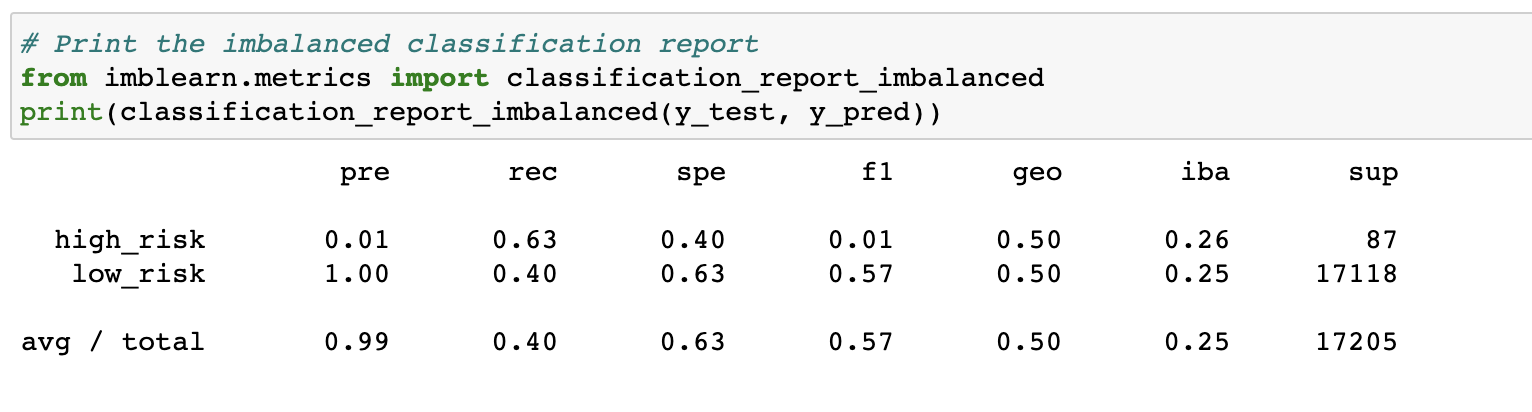 # Print the imbalanced classification report
from imblearn.metrics import classification_report_imbalanced
print(classification_report_imbalanced(y_test, y_pred))
pre rec spe f1 geo iba sup
high_risk 0.01 0.63 0.40 0.01 0.50 0.26 87
low_risk 1.00 0.40 0.63 0.57 0.50 0.25 17118
avg / total 0.99 0.40 0.63 0.57 0.50 0.25 17205